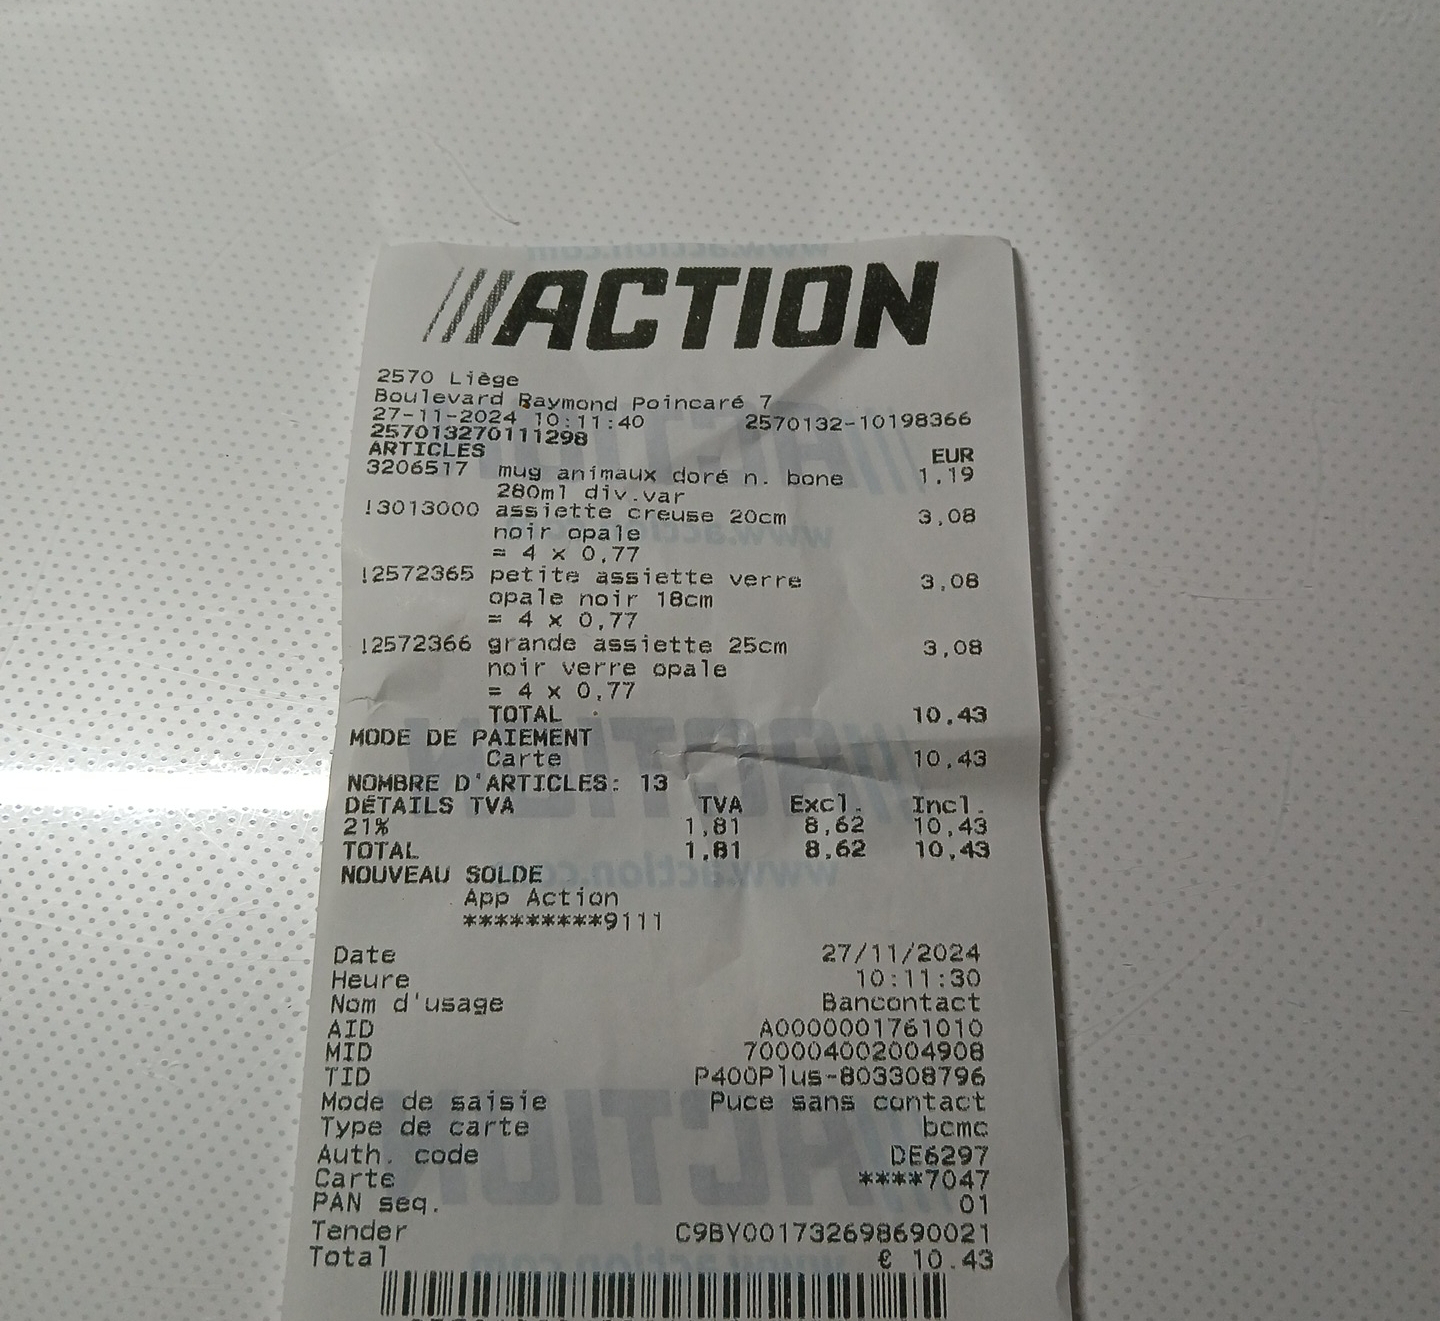 ///ACTION
2570 Liège
Boulevard Raymond Poincaré 7
27-11-2024 10:11:40 2570132-10198366
257013270111298
ARTICLES EUR
3206517 mug animaux doré n. bone 1,19
280ml div.var
!3013000 assiette creuse 20cm 3,08
noir opale
= 4 x 0,77
!2572365 petite assiette verre 3,08
opale noir 18cm
= 4 x 0,77
!2572366 grande assiette 25cm 3,08
noir verre opale
= 4 x 0,77
TOTAL 10,43
MODE DE PAIEMENT
Carte 10,43
NOMBRE D'ARTICLES: 13
DÉTAILS TVA TVA Excl. Incl.
21% 1,81 8,62 10,43
TOTAL 1,81 8,62 10,43
NOUVEAU SOLDE
App Action
*********9111
Date 27/11/2024
Heure 10:11:30
Nom d'usage Bancontact
AID A0000001761010
MID 700004002004908
TID P400Plus-803308796
Mode de saisie Puce sans contact
Type de carte bcmc
Auth. code DE6297
Carte ****7047
PAN seq. 01
Tender C9BY001732698690021
Total € 10.43